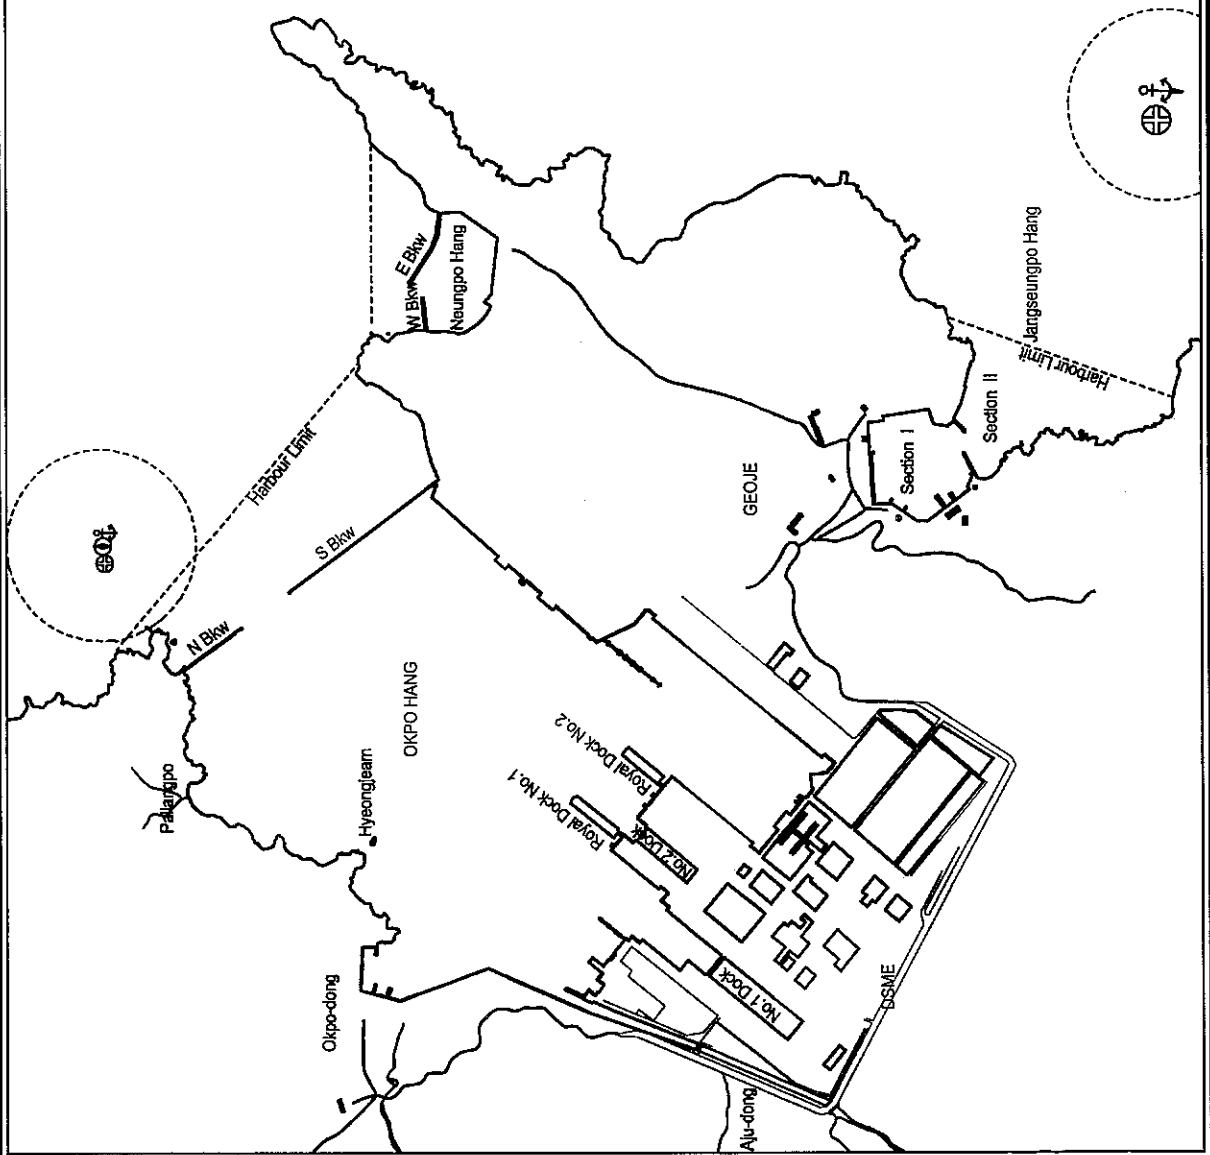 Harbour Limit
E Bkw
W Bkw
Neungpo Hang
S Bkw
N Bkw
OKPO HANG
Pallangpo
Hyeongjeam
Okpo-dong
Royal Dock No.2
Royal Dock No.1
No.2 Dock
No.1 Dock
DSME
Aju-dong
GEOJE
Section I
Section II
Harbour Limit
Jangseungpo Hang